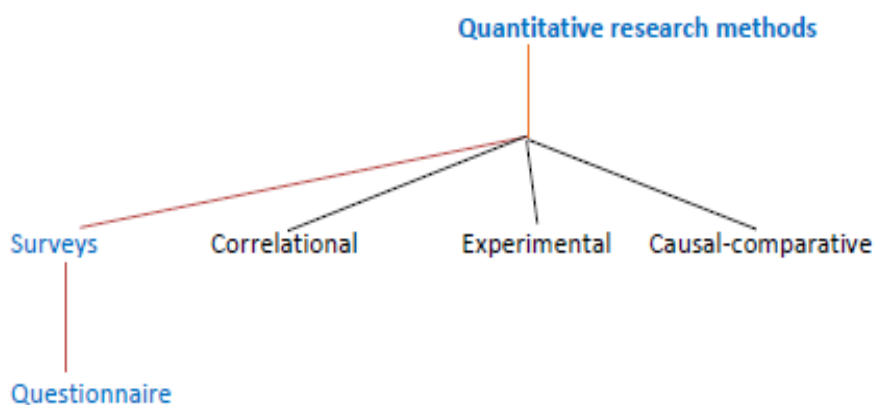 Quantitative research methods
Surveys
Correlational
Experimental
Causal-comparative
Questionnaire